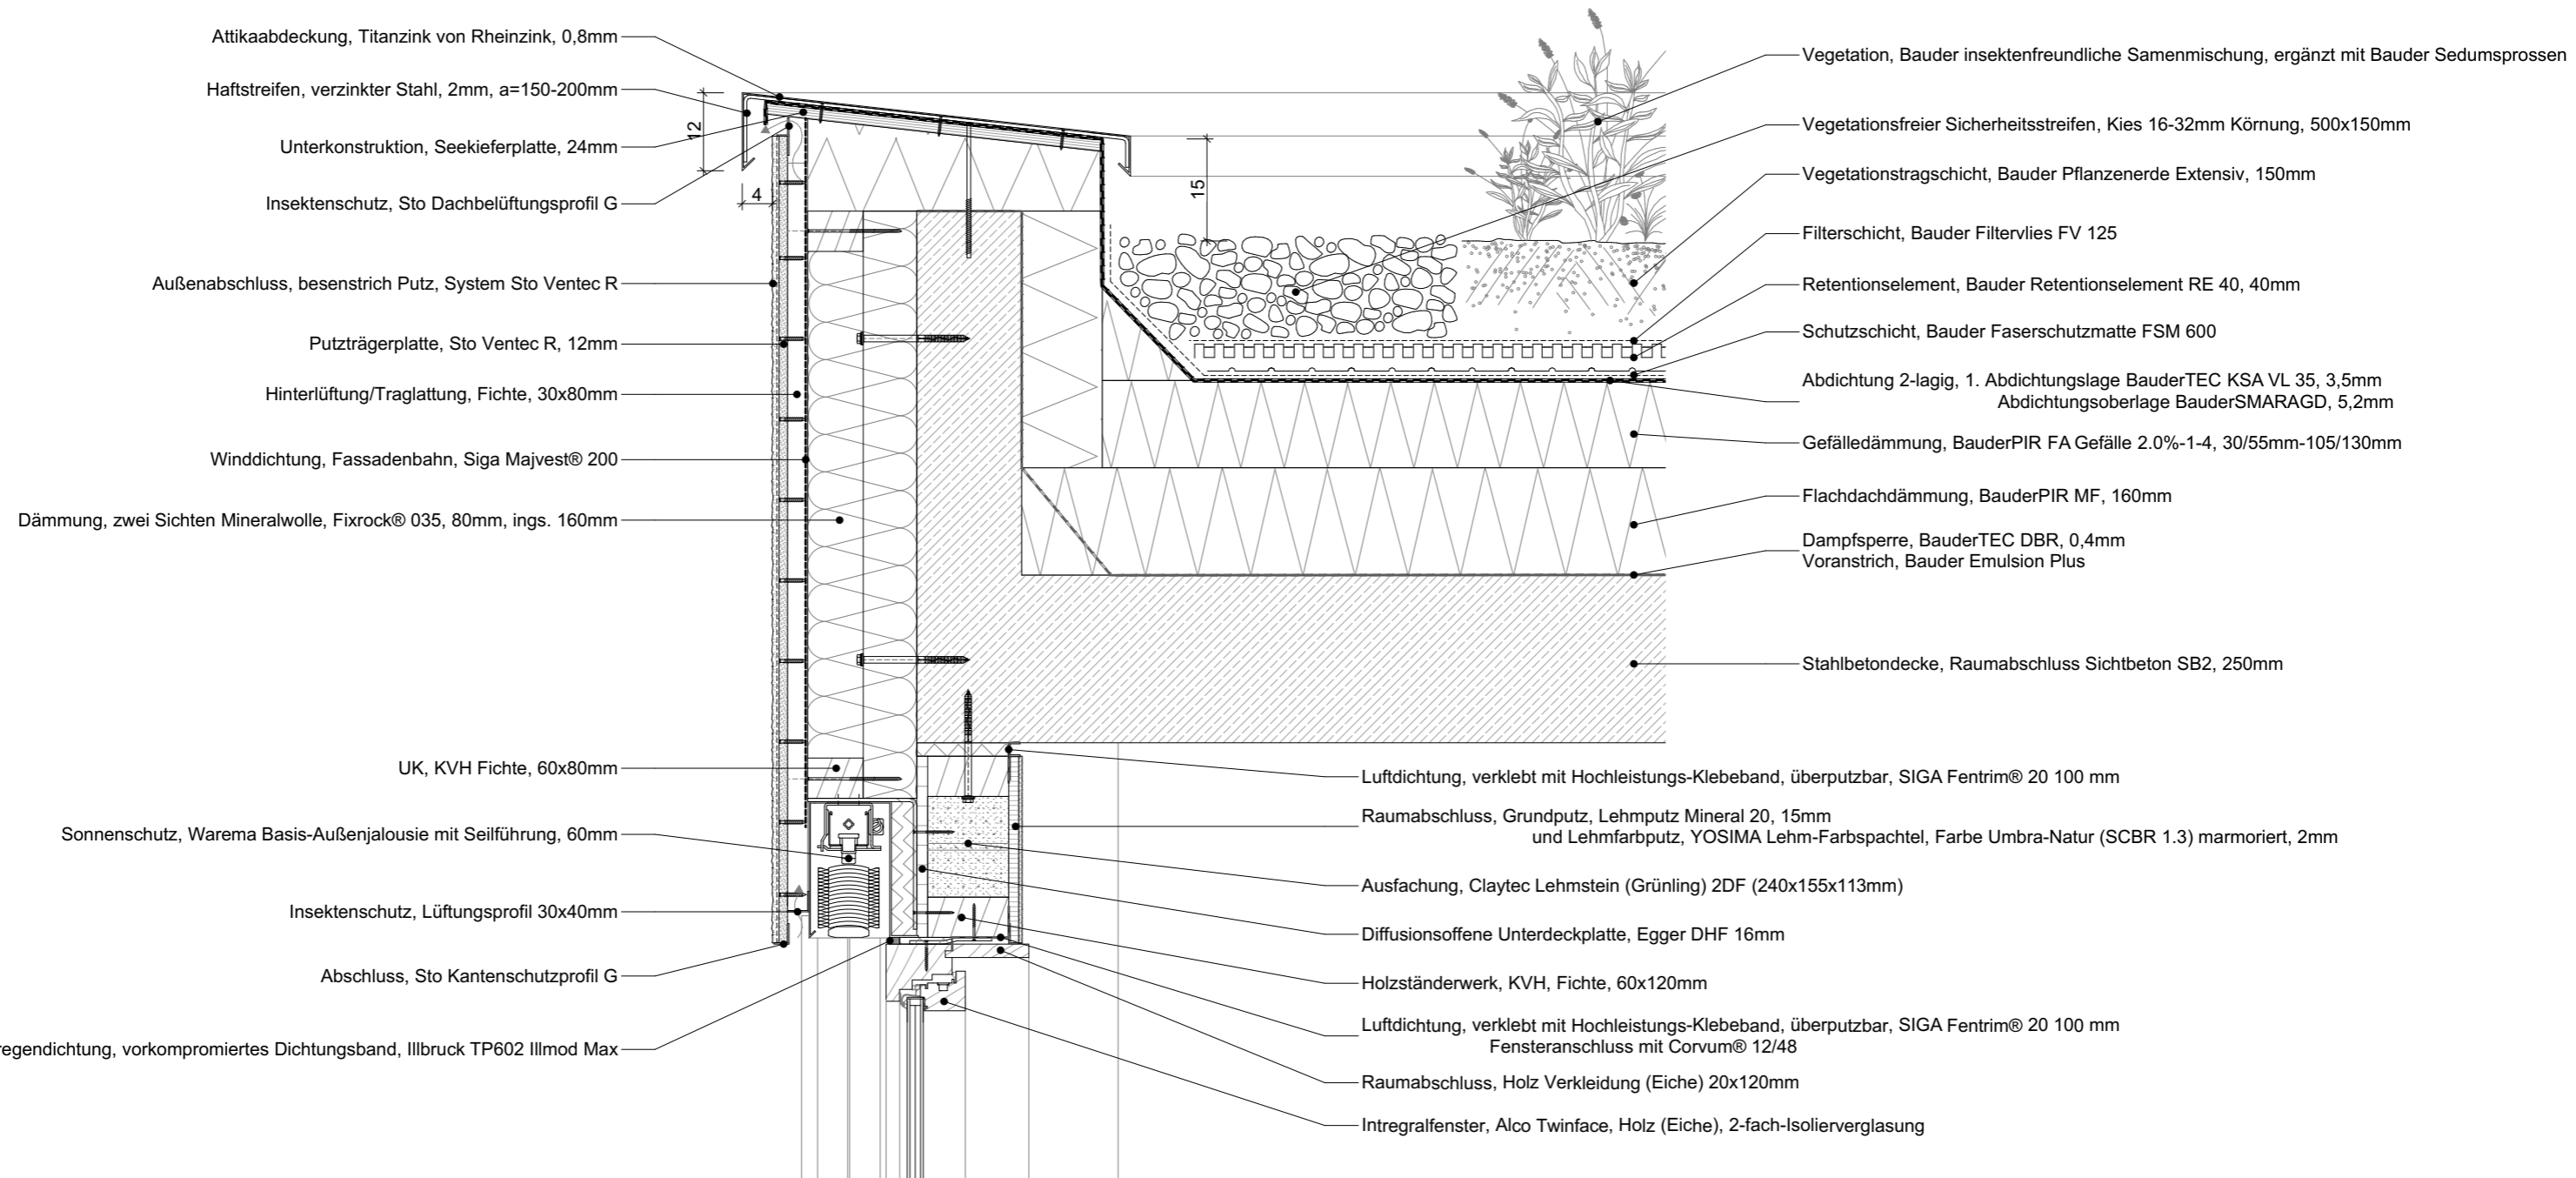 Attikaabdeckung, Titanzink von Rheinzink, 0,8mm
Haftstreifen, verzinkter Stahl, 2mm, a=150-200mm
Unterkonstruktion, Seekieferplatte, 24mm
Insektenschutz, Sto Dachbelüftungsprofil G
Außenabschluss, besenstrich Putz, System Sto Ventec R
Putzträgerplatte, Sto Ventec R, 12mm
Hinterlüftung/Traglattung, Fichte, 30x80mm
Winddichtung, Fassadenbahn, Siga Majvest® 200
Dämmung, zwei Sichten Mineralwolle, Fixrock® 035, 80mm, ings. 160mm
UK, KVH Fichte, 60x80mm
Sonnenschutz, Warema Basis-Außenjalousie mit Seilführung, 60mm
Insektenschutz, Lüftungsprofil 30x40mm
Abschluss, Sto Kantenschutzprofil G
regendichtung, vorkompromiertes Dichtungsband, Illbruck TP602 Illmod Max
12
4
15
Vegetation, Bauder insektenfreundliche Samenmischung, ergänzt mit Bauder Sedumsprossen
Vegetationsfreier Sicherheitsstreifen, Kies 16-32mm Körnung, 500x150mm
Vegetationstragschicht, Bauder Pflanzenerde Extensiv, 150mm
Filterschicht, Bauder Filtervlies FV 125
Retentionselement, Bauder Retentionselement RE 40, 40mm
Schutzschicht, Bauder Faserschutzmatte FSM 600
Abdichtung 2-lagig, 1. Abdichtungslage BauderTEC KSA VL 35, 3,5mm
Abdichtungsoberlage BauderSMARAGD, 5,2mm
Gefälledämmung, BauderPIR FA Gefälle 2.0%-1-4, 30/55mm-105/130mm
Flachdachdämmung, BauderPIR MF, 160mm
Dampfsperre, BauderTEC DBR, 0,4mm
Voranstrich, Bauder Emulsion Plus
Stahlbetondecke, Raumabschluss Sichtbeton SB2, 250mm
Luftdichtung, verklebt mit Hochleistungs-Klebeband, überputzbar, SIGA Fentrim® 20 100 mm
Raumabschluss, Grundputz, Lehmputz Mineral 20, 15mm
und Lehmfarbputz, YOSIMA Lehm-Farbspachtel, Farbe Umbra-Natur (SCBR 1.3) marmoriert, 2mm
Ausfachung, Claytec Lehmstein (Grünling) 2DF (240x155x113mm)
Diffusionsoffene Unterdeckplatte, Egger DHF 16mm
Holzständerwerk, KVH, Fichte, 60x120mm
Luftdichtung, verklebt mit Hochleistungs-Klebeband, überputzbar, SIGA Fentrim® 20 100 mm
Fensteranschluss mit Corvum® 12/48
Raumabschluss, Holz Verkleidung (Eiche) 20x120mm
Intregralfenster, Alco Twinface, Holz (Eiche), 2-fach-Isolierverglasung